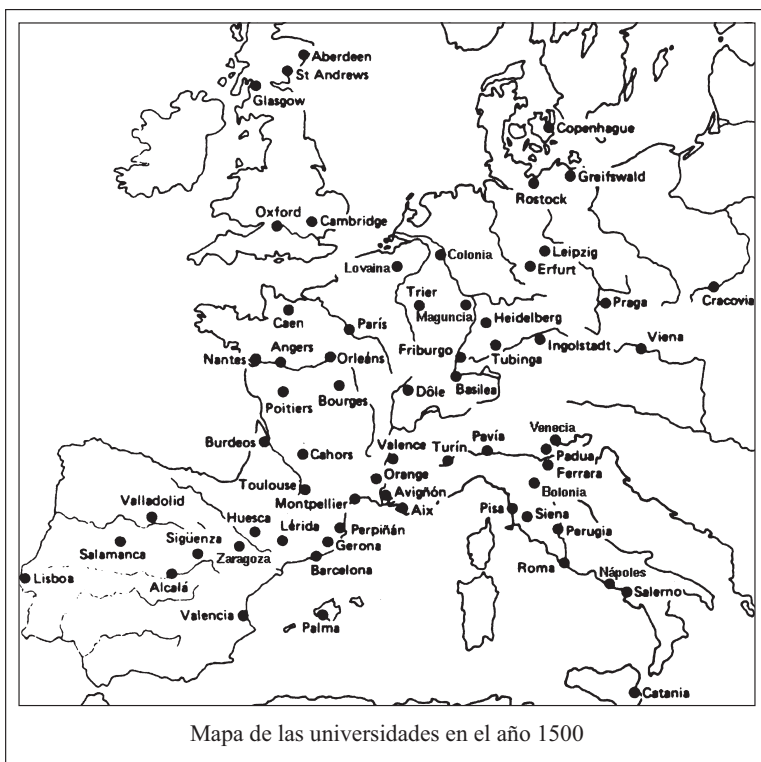 Aberdeen
St Andrews
Glasgow
Copenhague
Greifswald
Rostock
Oxford
Cambridge
Colonia
Leipzig
Lovaina
Erfurt
Trier
Praga
Cracovia
Maguncia
Caen
París
Heidelberg
Viena
Angers
Friburgo
Ingolstadt
Nantes
Orleáns
Tubinga
Bourges
Dôle
Basilea
Poitiers
Venecia
Burdeos
Valence
Turín
Pavía
Padua
Cahors
Ferrara
Orange
Toulouse
Bolonia
Montpellier
Avigñón
Valladolid
Aix
Pisa
Siena
Huesca
Lérida
Perpiñán
Perugia
Sigüenza
Gerona
Salamanca
Zaragoza
Barcelona
Roma
Nápoles
Lisboa
Alcalá
Salerno
Valencia
Palma
Catania
Mapa de las universidades en el año 1500